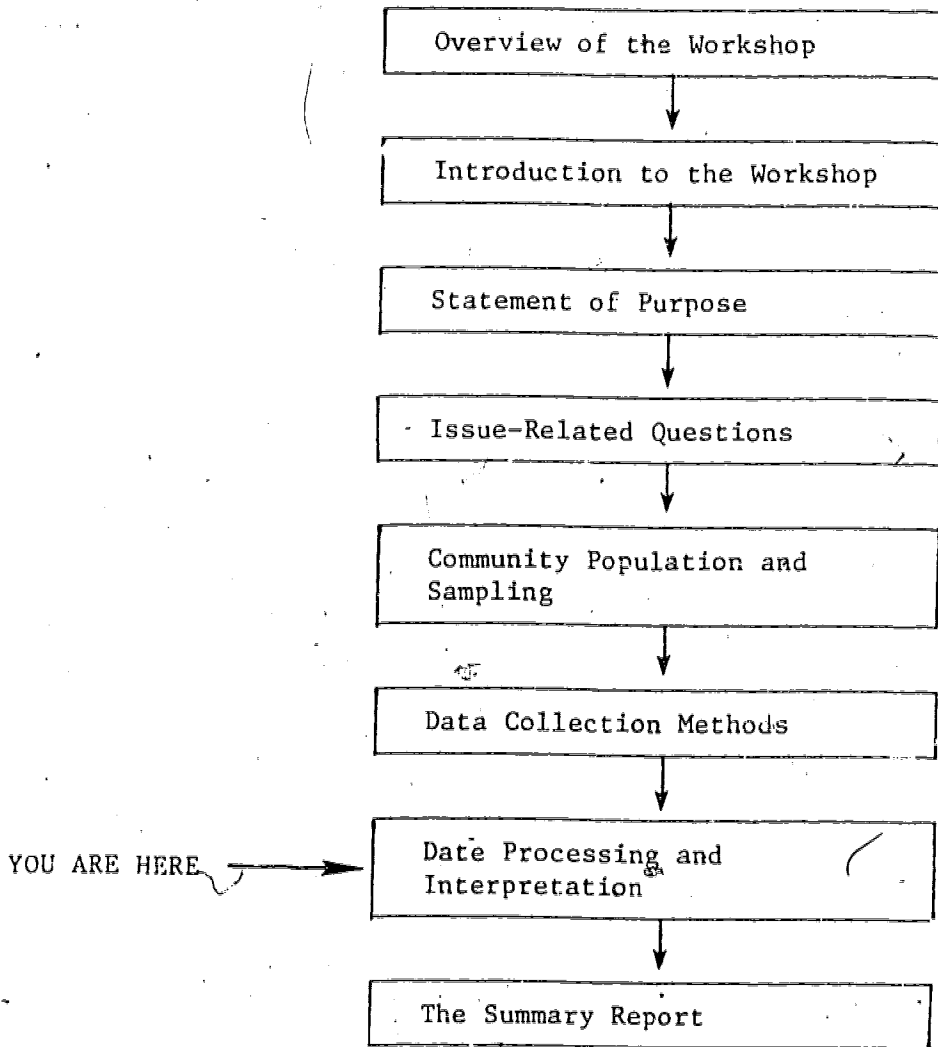 Overview of the Workshop
Introduction to the Workshop
Statement of Purpose
Issue-Related Questions
Community Population and
Sampling
Data Collection Methods
YOU ARE HERE
Date Processing and
Interpretation
The Summary Report